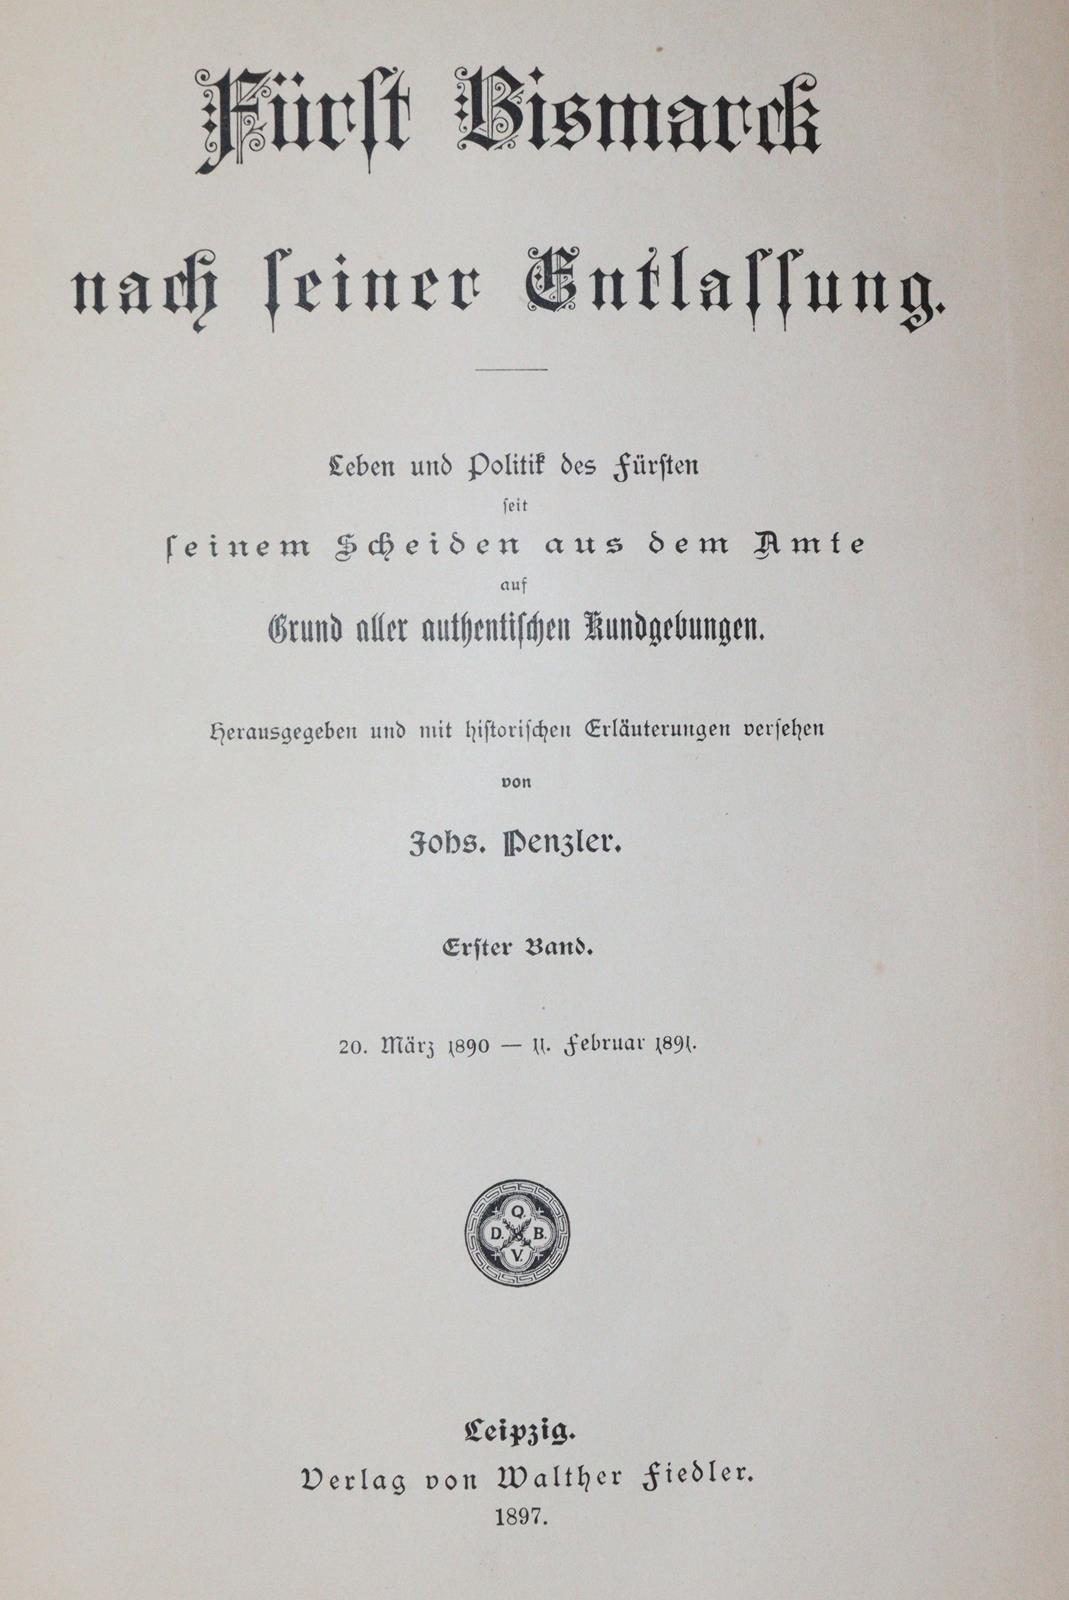 Fürst Bismarck
nach seiner Entlassung.
Leben und Politik des Fürsten
seit
seinem Scheiden aus dem Amte
auf
Grund aller authentischen Kundgebungen.
Herausgegeben und mit historischen Erläuterungen versehen
von
Johs. Penzler.
Erster Band.
20. März 1890 — 11. Februar 1891.
Q.
D. B.
V.
Leipzig.
Verlag von Walther Fiedler.
1897.